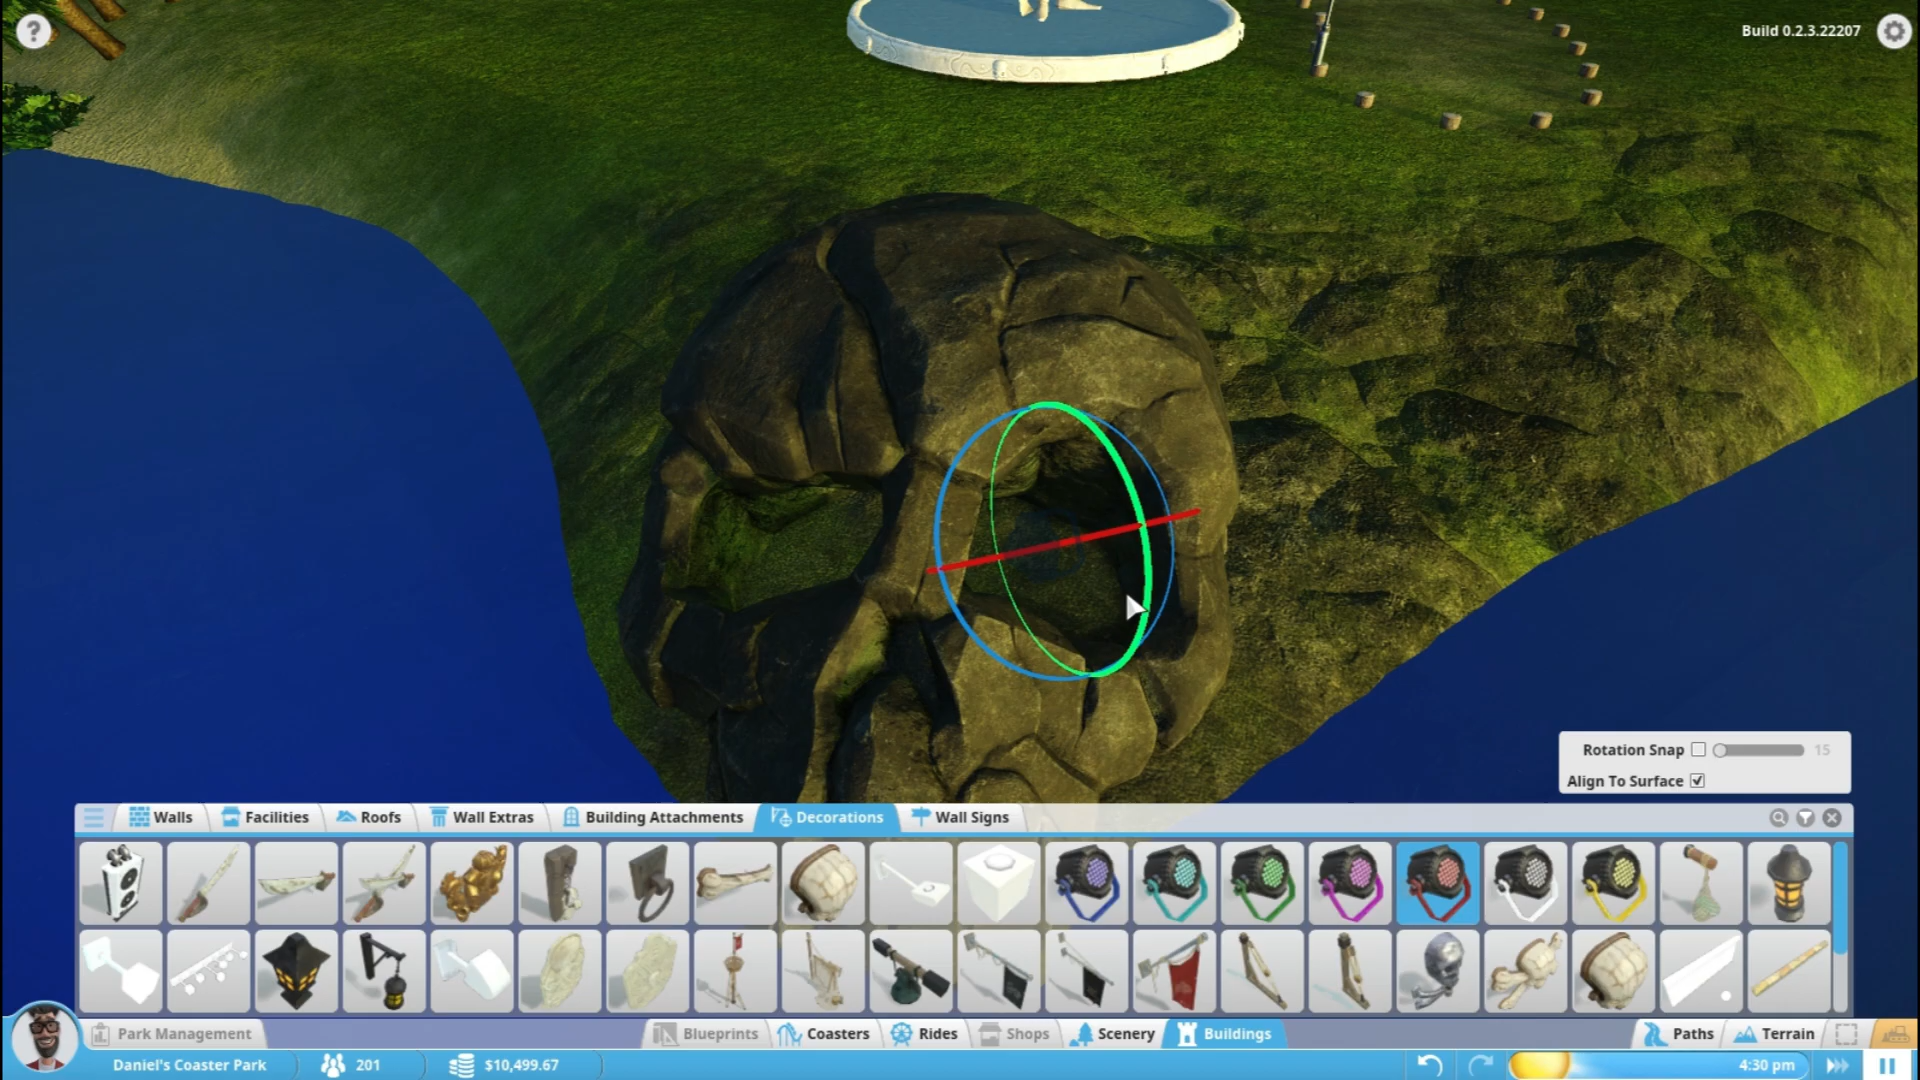 ?
Build 0.2.3.22207
Rotation Snap 15
Align To Surface
Walls Facilities Roofs Wall Extras Building Attachments Decorations Wall Signs
Park Management Blueprints Coasters Rides Shops Scenery Buildings Paths Terrain
Daniel's Coaster Park 201 $10,499.67 4:30 pm